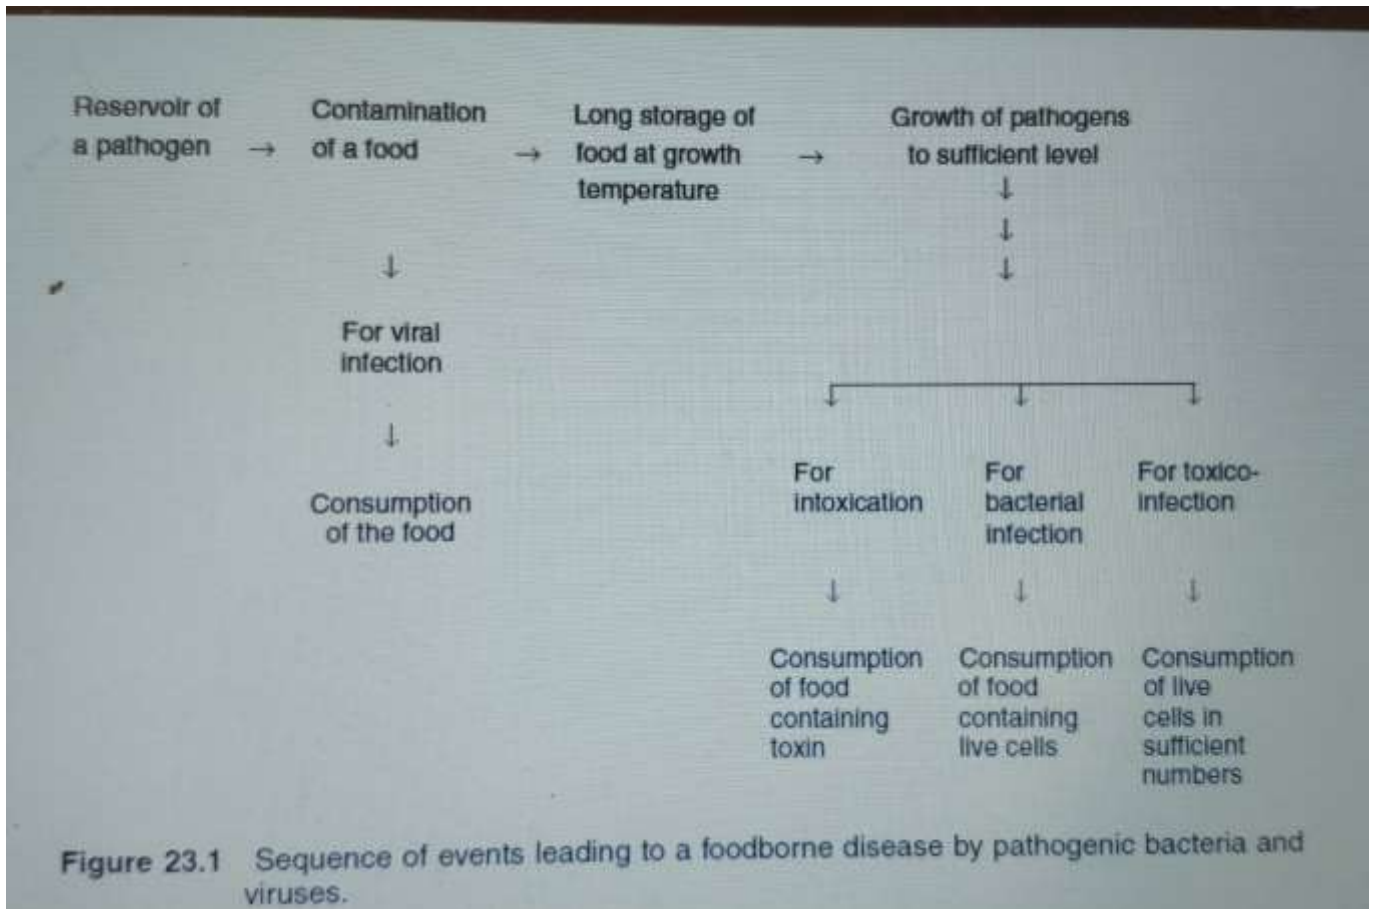 Reservoir of
a pathogen →
Contamination
of a food →
Long storage of
food at growth →
temperature
Growth of pathogens
to sufficient level
↓
↓
↓
↓
For viral
infection
↓
Consumption
of the food
For
intoxication
↓
Consumption
of food
containing
toxin
For
bacterial
infection
↓
Consumption
of food
containing
live cells
For toxico-
infection
↓
Consumption
of live
cells in
sufficient
numbers
Figure 23.1 Sequence of events leading to a foodborne disease by pathogenic bacteria and
viruses.